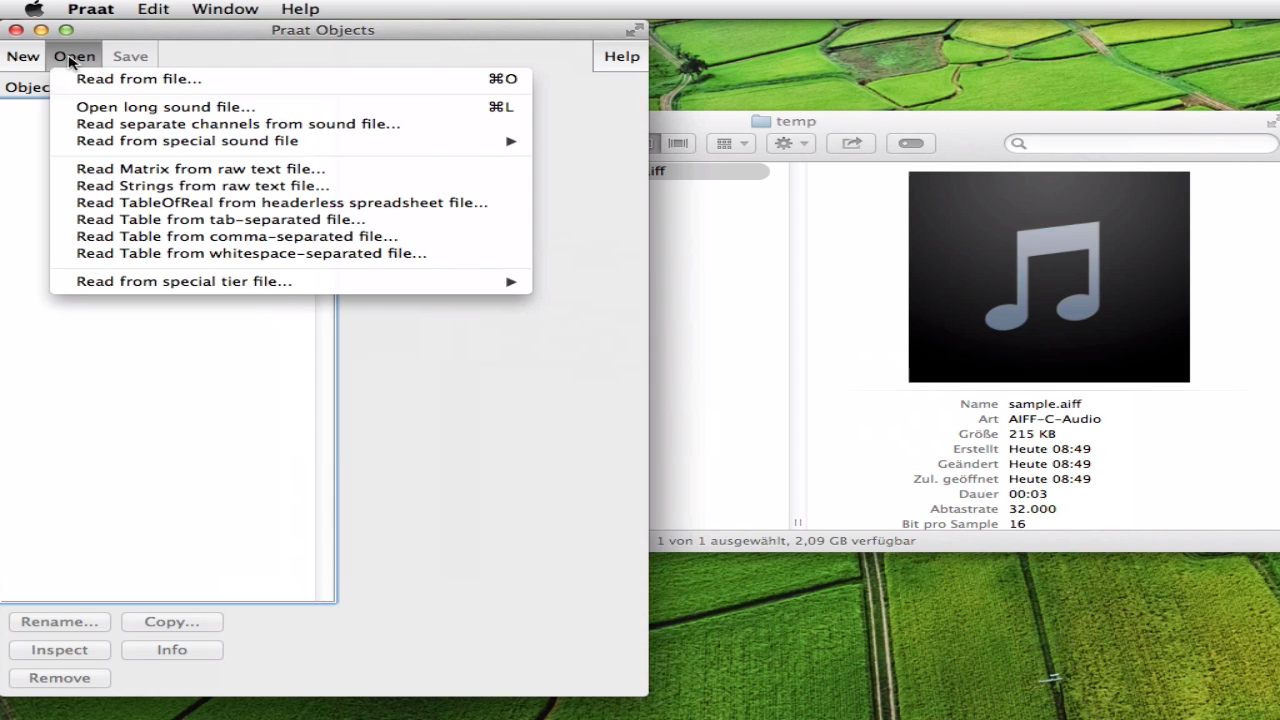 Praat Edit Window Help
Praat Objects
New Open Save Help
Objec
Read from file... ⌘O
Open long sound file... ⌘L
Read separate channels from sound file...
Read from special sound file
Read Matrix from raw text file...
Read Strings from raw text file...
Read TableOfReal from headerless spreadsheet file...
Read Table from tab-separated file...
Read Table from comma-separated file...
Read Table from whitespace-separated file...
Read from special tier file...
Rename... Copy...
Inspect Info
Remove
temp
iff
Name sample.aiff
Art AIFF-C-Audio
Größe 215 KB
Erstellt Heute 08:49
Geändert Heute 08:49
Zul. geöffnet Heute 08:49
Dauer 00:03
Abtastrate 32.000
Bit pro Sample 16
1 von 1 ausgewählt, 2,09 GB verfügbar